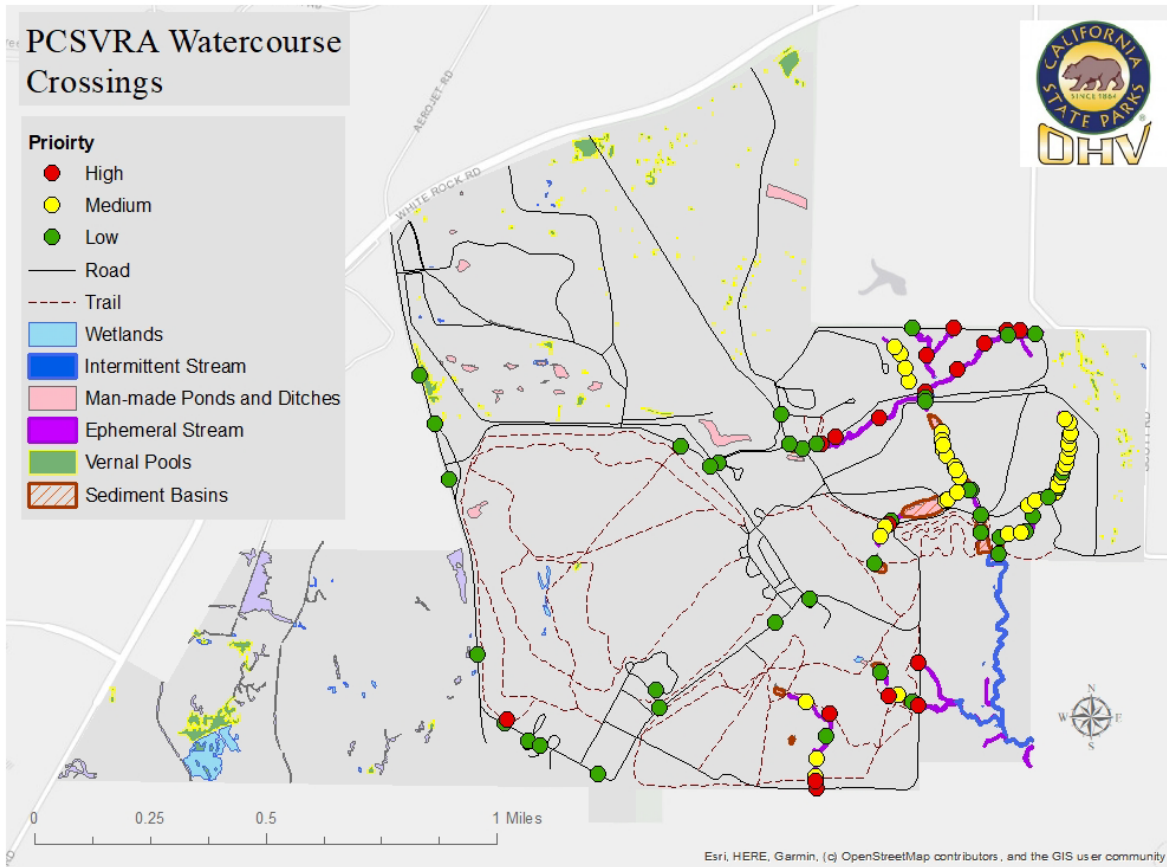 PCSVRA Watercourse
Crossings
Prioirty
High
Medium
Low
Road
Trail
Wetlands
Intermittent Stream
Man-made Ponds and Ditches
Ephemeral Stream
Vernal Pools
Sediment Basins
AEROJET RD
WHITE ROCK RD
CALIFORNIA
SINCE 1864
STATE PARKS
®
OHV
N
W E
S
0 0.25 0.5 1 Miles
RD
Esri, HERE, Garmin, (c) OpenStreetMap contributors, and the GIS user community